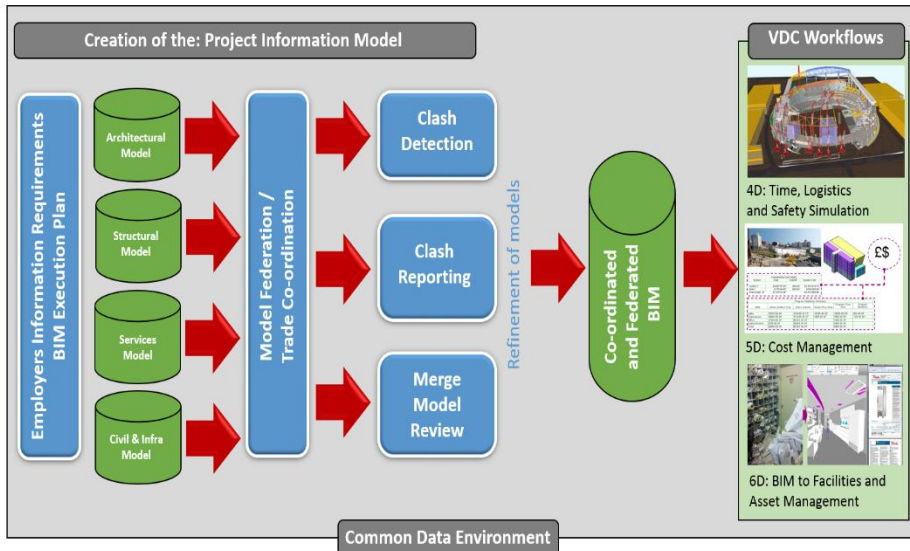 Creation of the: Project Information Model
VDC Workflows
Employers Information Requirements
BIM Execution Plan
Architectural
Model
Structural
Model
Services
Model
Civil & Infra
Model
Model Federation /
Trade Co-ordination
Clash
Detection
Clash
Reporting
Merge
Model
Review
Refinement of models
Co-ordinated
and Federated
BIM
4D: Time, Logistics
and Safety Simulation
£$
5D: Cost Management
6D: BIM to Facilities and
Asset Management
Common Data Environment